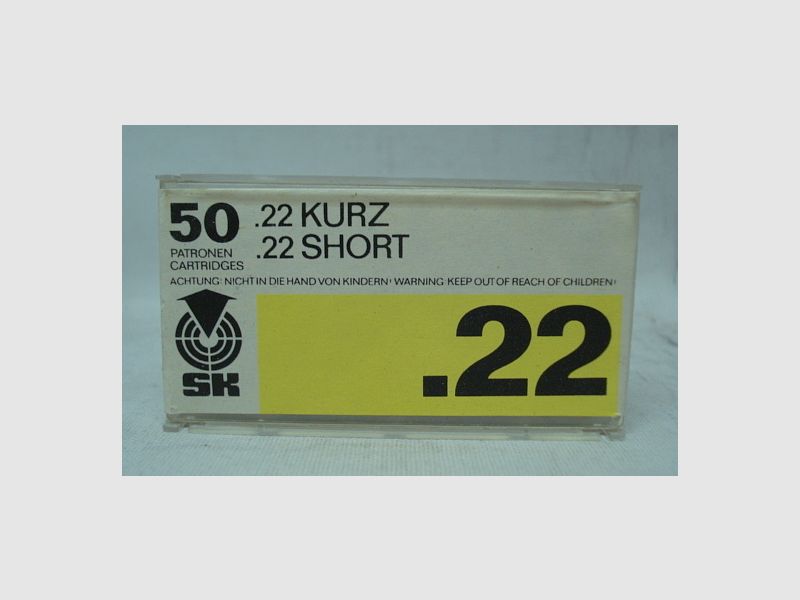 50 .22 KURZ
.22 SHORT
PATRONEN
CARTRIDGES
ACHTUNG: NICHT IN DIE HAND VON KINDERN! WARNING: KEEP OUT OF REACH OF CHILDREN!
SK
.22